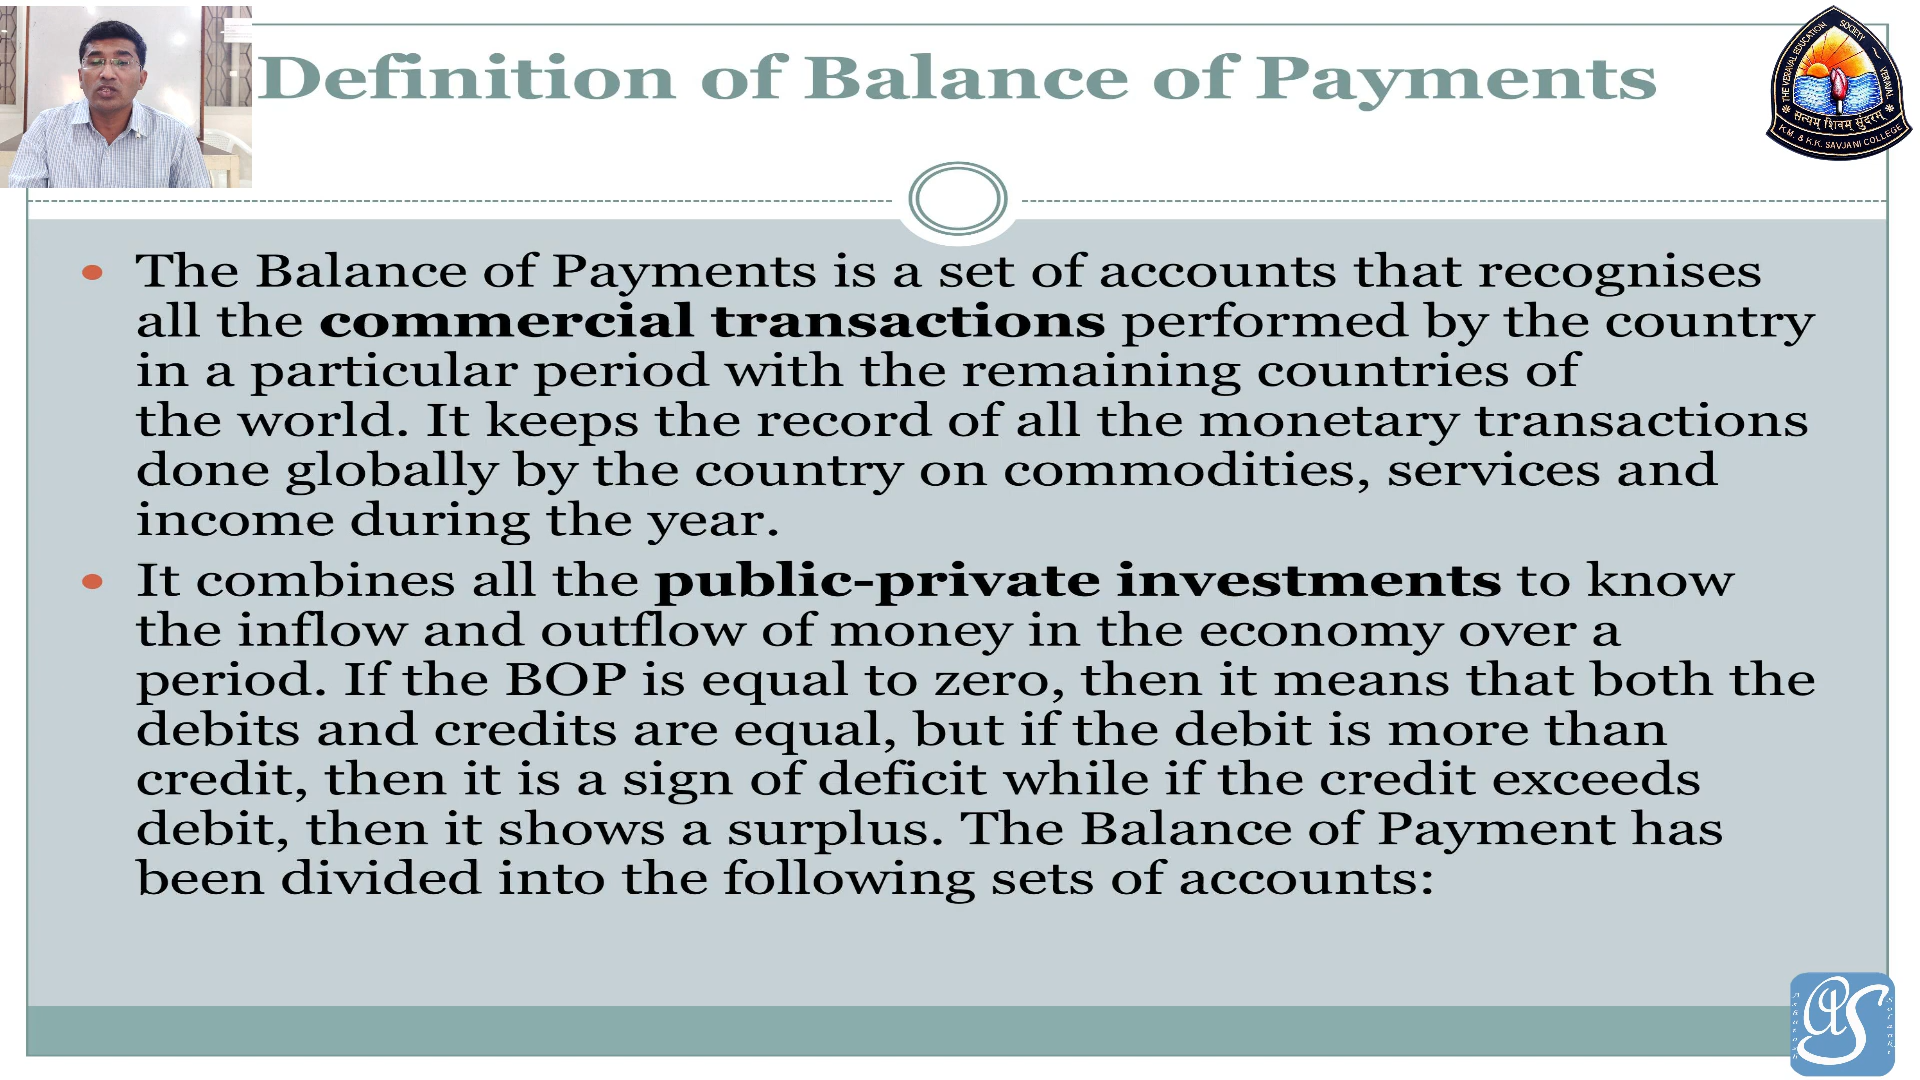 Definition of Balance of Payments
THE VERAVAL EDUCATION SOCIETY - VERAVAL
सत्यम् शिवम् सुंदरम्
K.M. & K.K. SAVJANI COLLEGE
The Balance of Payments is a set of accounts that recognises
all the commercial transactions performed by the country
in a particular period with the remaining countries of
the world. It keeps the record of all the monetary transactions
done globally by the country on commodities, services and
income during the year.
It combines all the public-private investments to know
the inflow and outflow of money in the economy over a
period. If the BOP is equal to zero, then it means that both the
debits and credits are equal, but if the debit is more than
credit, then it is a sign of deficit while if the credit exceeds
debit, then it shows a surplus. The Balance of Payment has
been divided into the following sets of accounts:
as